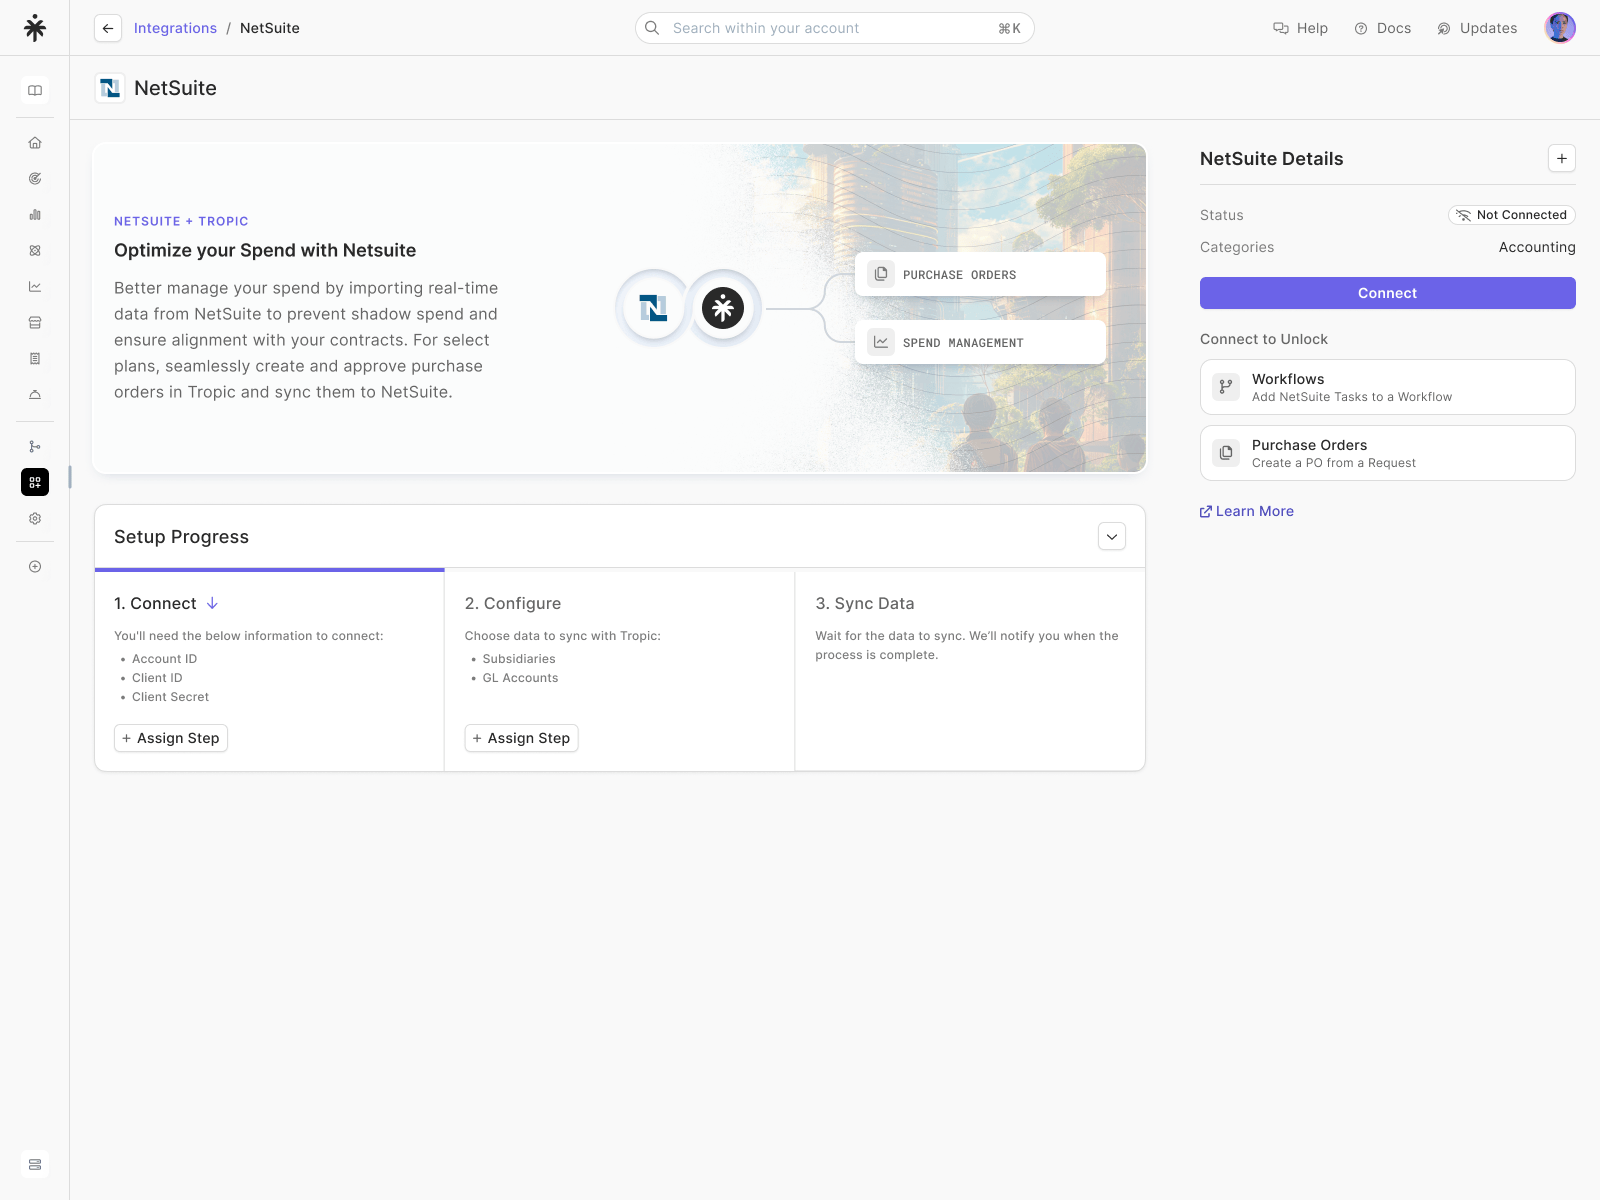 Integrations / NetSuite
Search within your account
⌘K
Help
Docs
Updates
NetSuite
NETSUITE + TROPIC
Optimize your Spend with Netsuite
Better manage your spend by importing real-time
data from NetSuite to prevent shadow spend and
ensure alignment with your contracts. For select
plans, seamlessly create and approve purchase
orders in Tropic and sync them to NetSuite.
PURCHASE ORDERS
SPEND MANAGEMENT
NetSuite Details
Status
Not Connected
Categories
Accounting
Connect
Connect to Unlock
Workflows
Add NetSuite Tasks to a Workflow
Purchase Orders
Create a PO from a Request
Learn More
Setup Progress
1. Connect
You'll need the below information to connect:
• Account ID
• Client ID
• Client Secret
+ Assign Step
2. Configure
Choose data to sync with Tropic:
• Subsidiaries
• GL Accounts
+ Assign Step
3. Sync Data
Wait for the data to sync. We’ll notify you when the
process is complete.